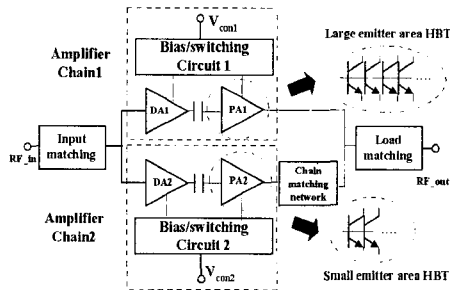 V_con1
Large emitter area HBT
Amplifier
Chain1
Bias/switching
Circuit 1
DA1
PA1
Input
matching
RF_in
Load
matching
RF_out
DA2
PA2
Chain
matching
network
Amplifier
Chain2
Bias/switching
Circuit 2
V_con2
Small emitter area HBT